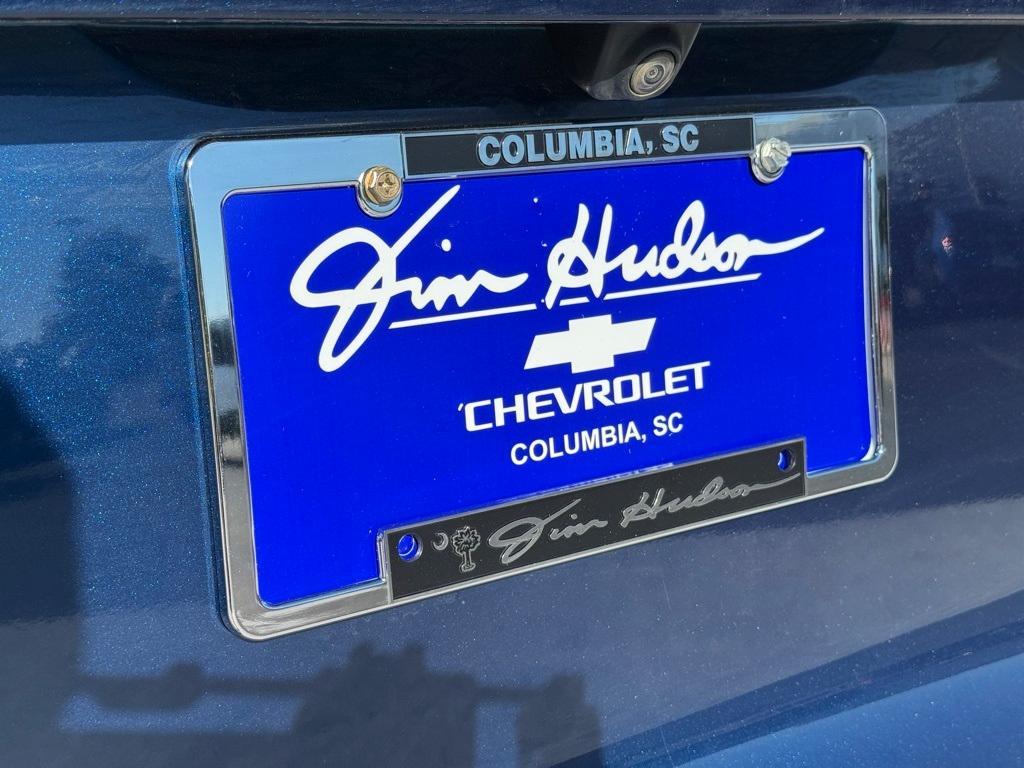 COLUMBIA, SC
Jim Hudson
CHEVROLET
COLUMBIA, SC
Jim Hudson